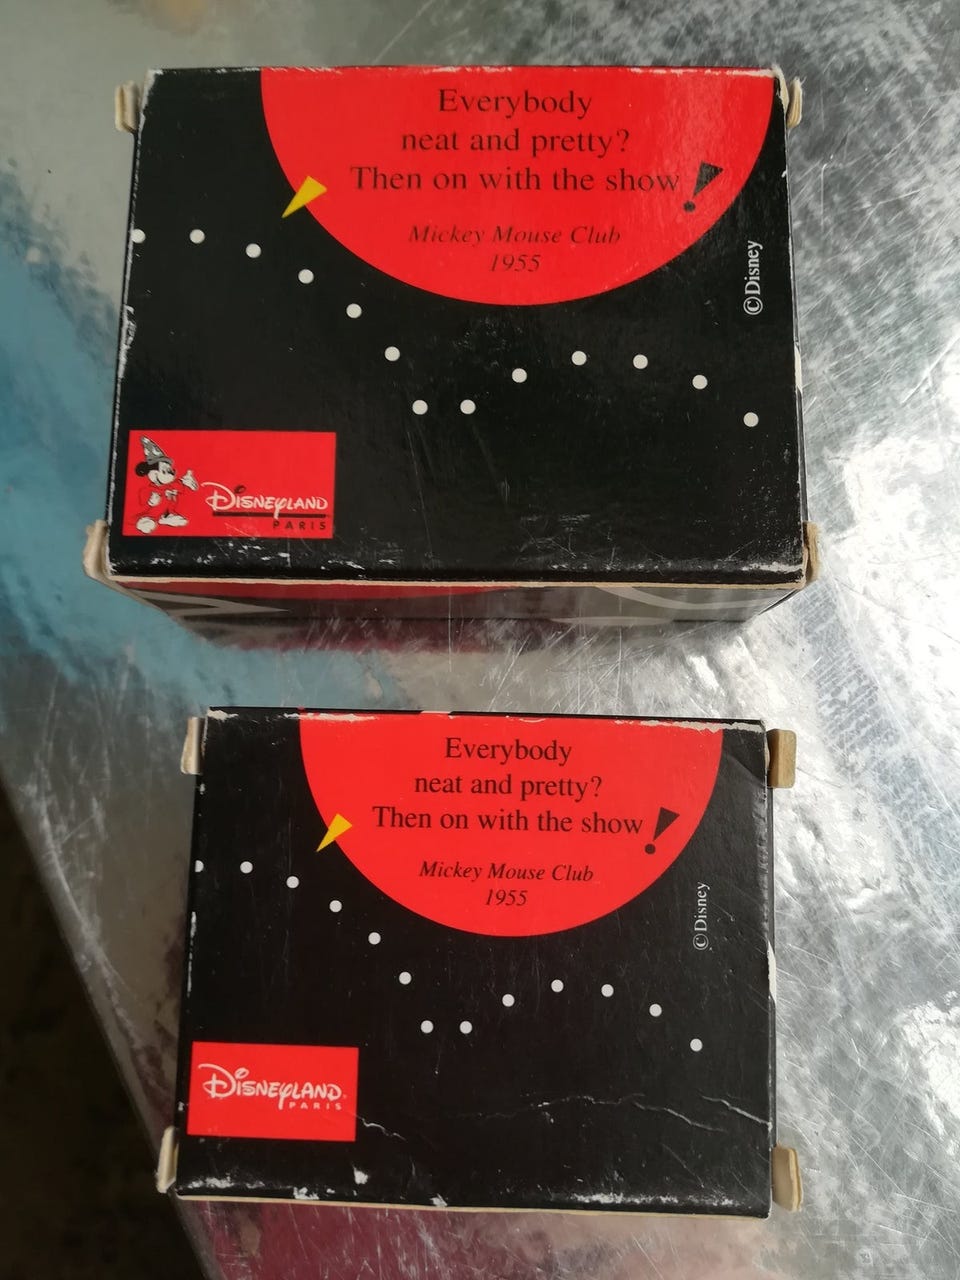 Everybody
neat and pretty?
Then on with the show!
Mickey Mouse Club
1955
©Disney
DISNEYLAND
PARIS
Everybody
neat and pretty?
Then on with the show!
Mickey Mouse Club
1955
©Disney
DISNEYLAND
PARIS